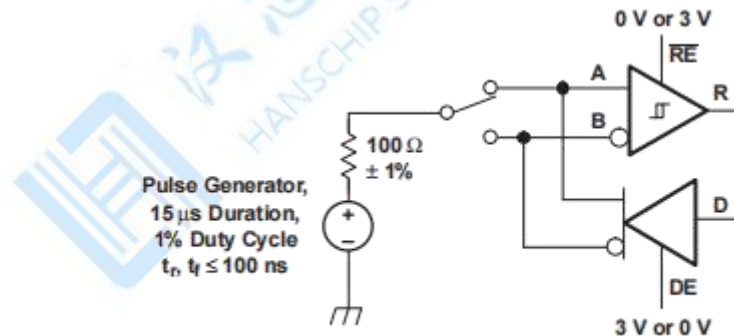 0 V or 3 V
RE
A
R
B
100 Ω
± 1%
Pulse Generator,
15 μs Duration,
1% Duty Cycle
tr, tf ≤ 100 ns
+
−
D
DE
3 V or 0 V
HANSCHIP